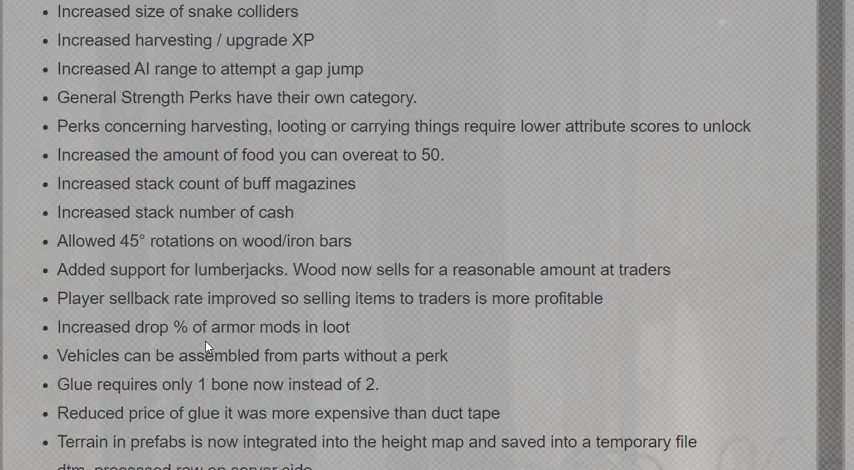 Increased size of snake colliders
Increased harvesting / upgrade XP
Increased AI range to attempt a gap jump
General Strength Perks have their own category.
Perks concerning harvesting, looting or carrying things require lower attribute scores to unlock
Increased the amount of food you can overeat to 50.
Increased stack count of buff magazines
Increased stack number of cash
Allowed 45° rotations on wood/iron bars
Added support for lumberjacks. Wood now sells for a reasonable amount at traders
Player sellback rate improved so selling items to traders is more profitable
Increased drop % of armor mods in loot
Vehicles can be assembled from parts without a perk
Glue requires only 1 bone now instead of 2.
Reduced price of glue it was more expensive than duct tape
Terrain in prefabs is now integrated into the height map and saved into a temporary file